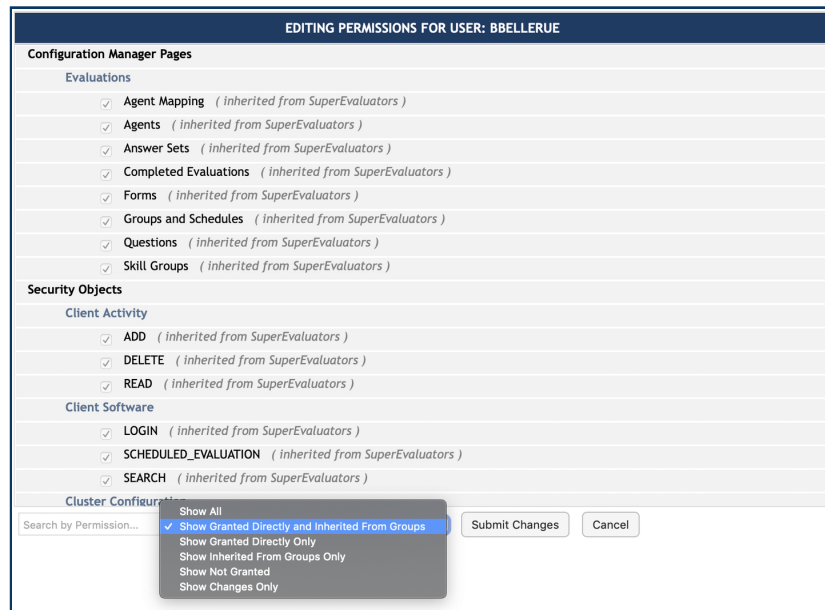 EDITING PERMISSIONS FOR USER: BBELLERUE
Configuration Manager Pages
Evaluations
Agent Mapping ( inherited from SuperEvaluators )
Agents ( inherited from SuperEvaluators )
Answer Sets ( inherited from SuperEvaluators )
Completed Evaluations ( inherited from SuperEvaluators )
Forms ( inherited from SuperEvaluators )
Groups and Schedules ( inherited from SuperEvaluators )
Questions ( inherited from SuperEvaluators )
Skill Groups ( inherited from SuperEvaluators )
Security Objects
Client Activity
ADD ( inherited from SuperEvaluators )
DELETE ( inherited from SuperEvaluators )
READ ( inherited from SuperEvaluators )
Client Software
LOGIN ( inherited from SuperEvaluators )
SCHEDULED_EVALUATION ( inherited from SuperEvaluators )
SEARCH ( inherited from SuperEvaluators )
Cluster Configuration
Show All
Search by Permission... ✓ Show Granted Directly and Inherited From Groups Submit Changes Cancel
Show Granted Directly Only
Show Inherited From Groups Only
Show Not Granted
Show Changes Only